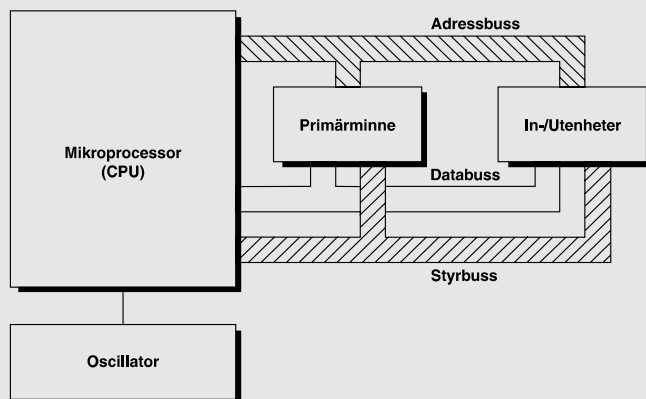 Adressbuss
Primärminne
In-/Utenheter
Mikroprocessor
(CPU)
Databuss
Styrbuss
Oscillator